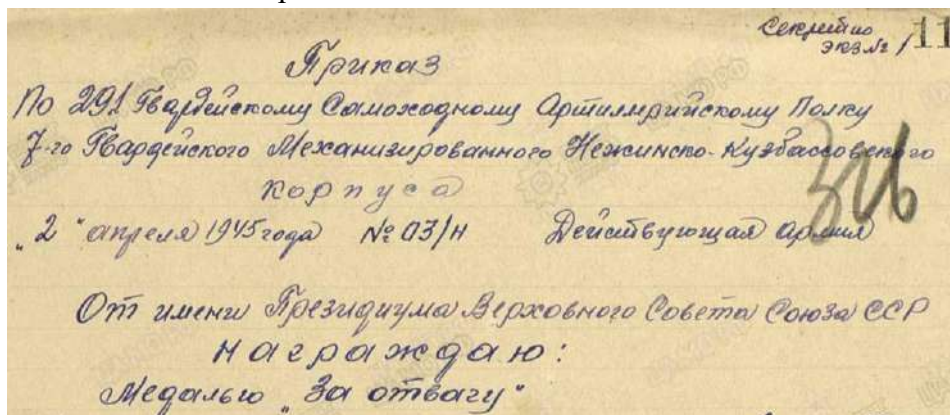 Секретно 11
экз № 1
Приказ
По 291 Гвардейскому Самоходному Артиллерийскому Полку
7-го Гвардейского Механизированного Нежинско-Кузбассовского
корпуса
„2“ апреля 1945 года № 03/н Действующая армия
От имени Президиума Верховного Совета Союза ССР
награждаю:
Медалью „За отвагу“